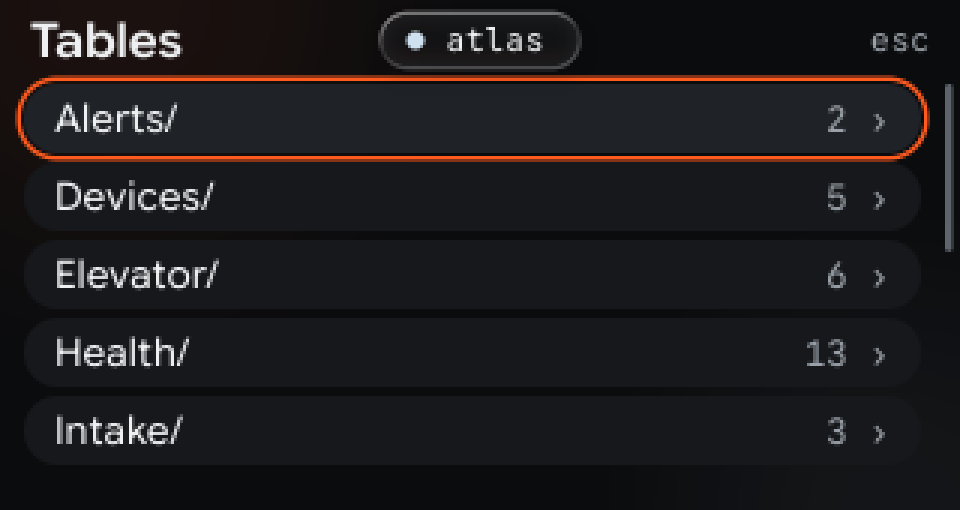 Tables atlas esc
Alerts/ 2 ›
Devices/ 5 ›
Elevator/ 6 ›
Health/ 13 ›
Intake/ 3 ›